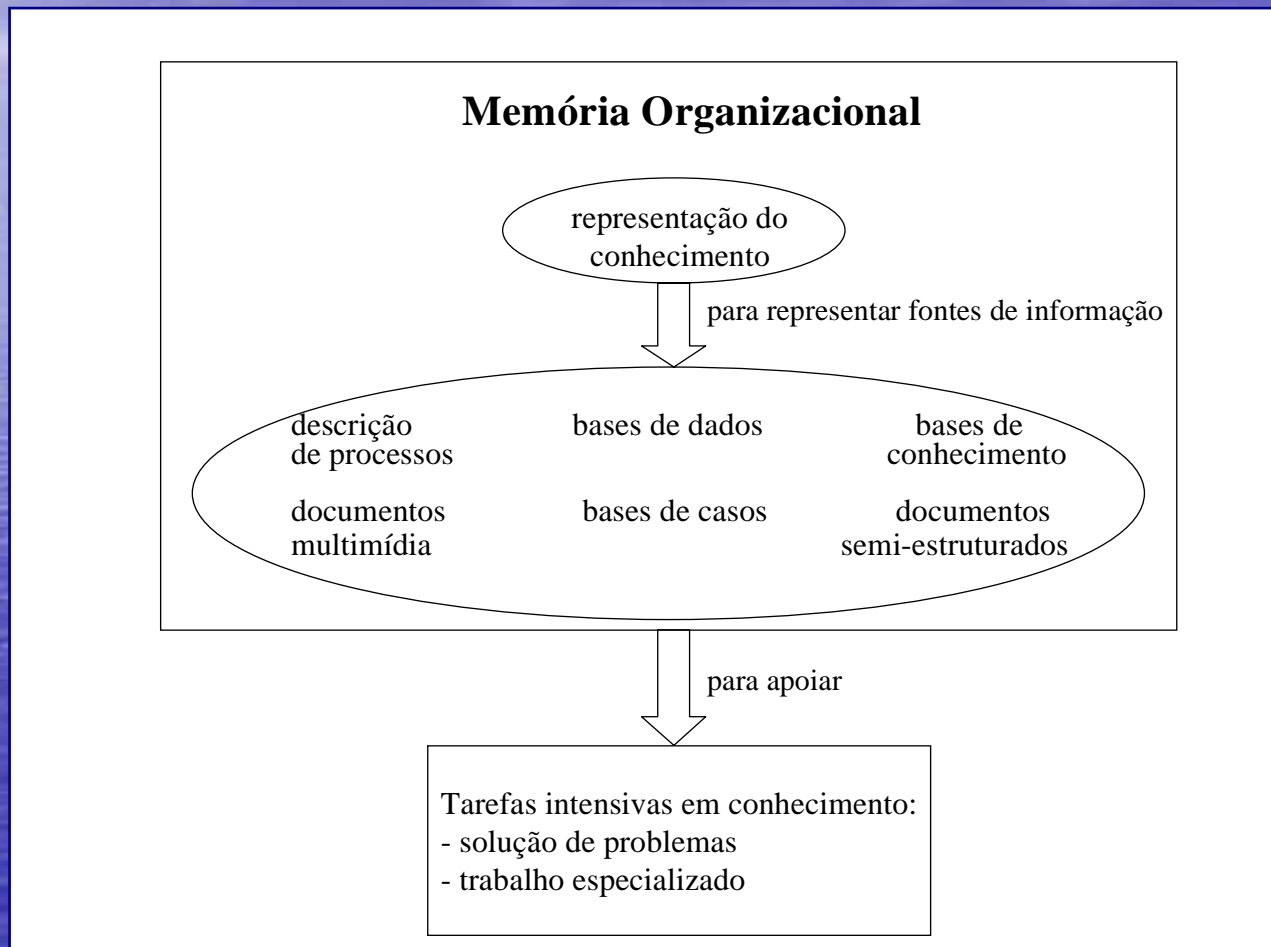 Memória Organizacional
representação do
conhecimento
para representar fontes de informação
descrição
de processos
bases de dados
bases de
conhecimento
documentos
multimídia
bases de casos
documentos
semi-estruturados
para apoiar
Tarefas intensivas em conhecimento:
- solução de problemas
- trabalho especializado